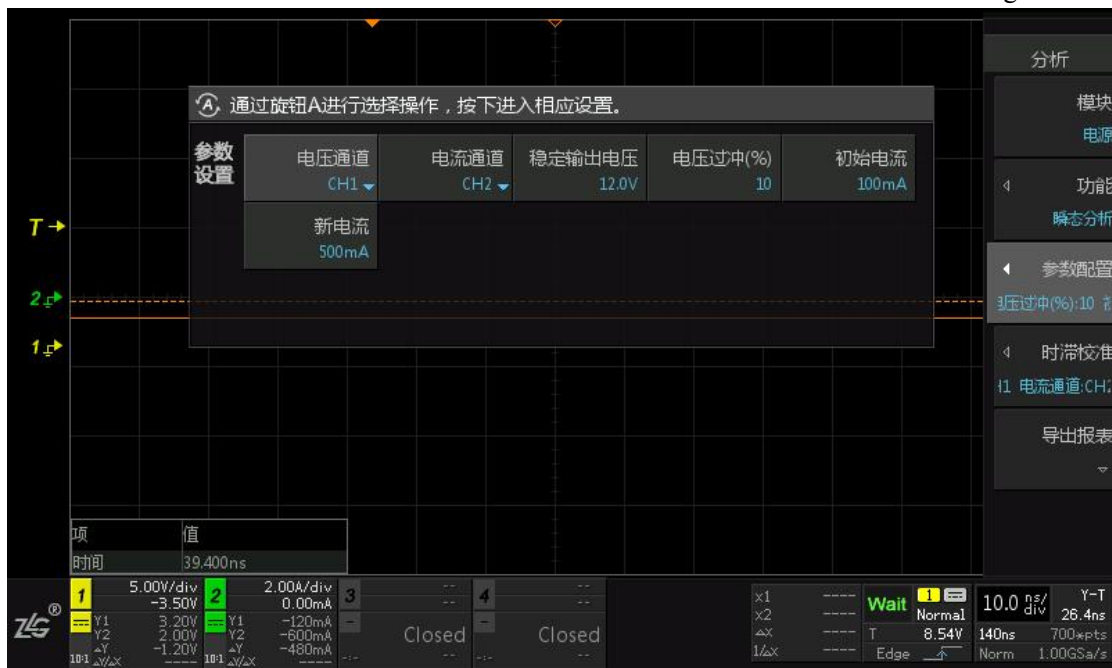 分析
通过旋钮A进行选择操作，按下进入相应设置。
参数设置
电压通道 CH1
电流通道 CH2
稳定输出电压 12.0V
电压过冲(%) 10
初始电流 100mA
新电流 500mA
模块
电源
功能
瞬态分析
参数配置
电压过冲(%):10
时滞校准
电流通道:CH2
导出报表
T
2
1
项 值
时间 39.400ns
ZLG®
1 5.00V/div -3.50V
Y1 3.20V
Y2 2.00V
△Y -1.20V
10:1 △Y/△X ----
2 2.00A/div 0.00mA
Y1 -120mA
Y2 -600mA
△Y -480mA
10:1 △Y/△X ----
3 -- -- Closed -:- --
4 -- -- Closed -:- --
x1 ----
x2 ----
△X ----
1/△x ----
Wait 1 Normal
T 8.54V
Edge
10.0 ns/div Y-T 26.4ns
140ns 700*pts
Norm 1.00GSa/s